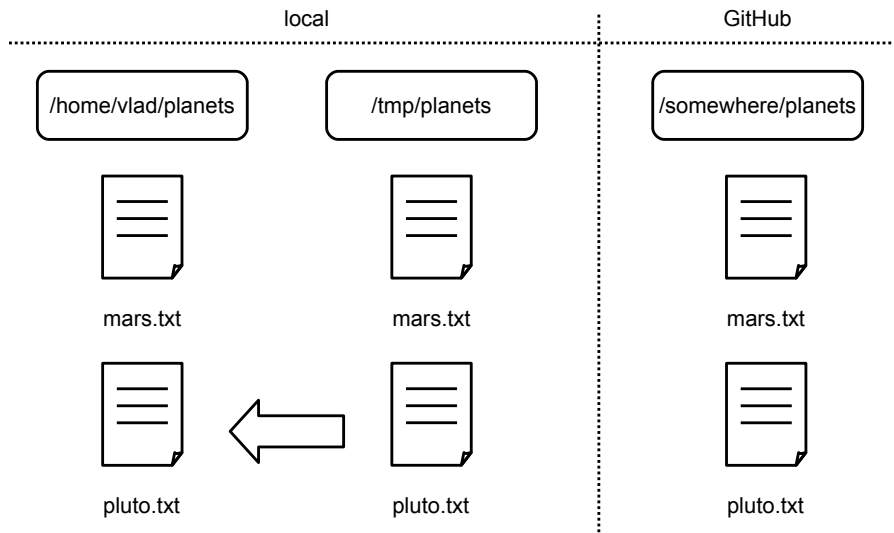 local
GitHub
/home/vlad/planets
/tmp/planets
/somewhere/planets
mars.txt
mars.txt
mars.txt
pluto.txt
pluto.txt
pluto.txt